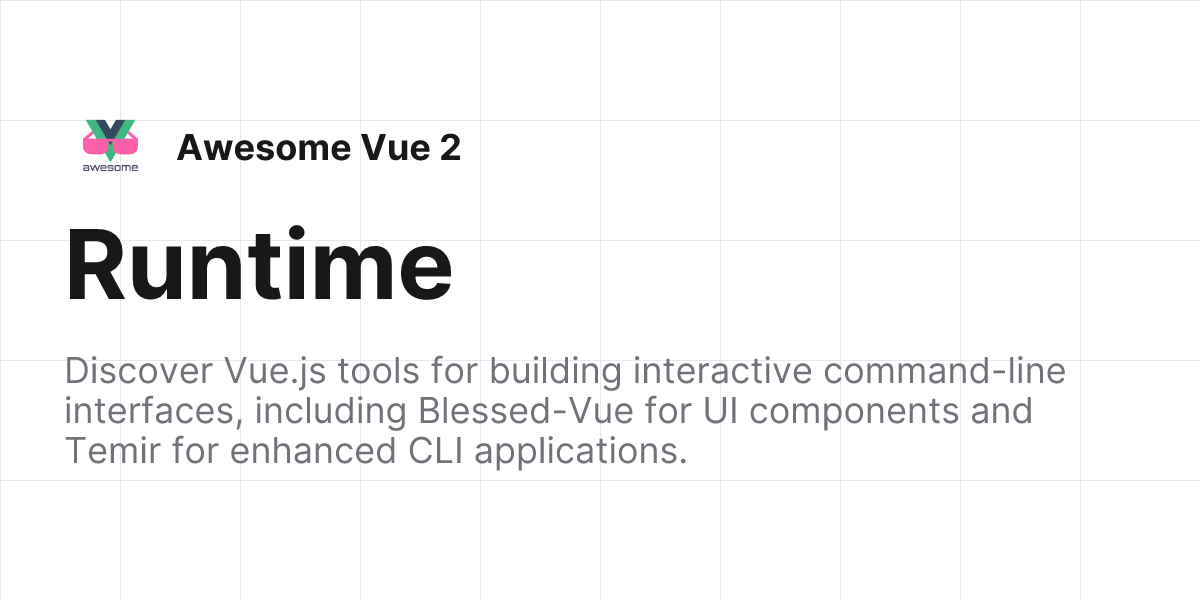 awesome
Awesome Vue 2
Runtime
Discover Vue.js tools for building interactive command-line
interfaces, including Blessed-Vue for UI components and
Temir for enhanced CLI applications.